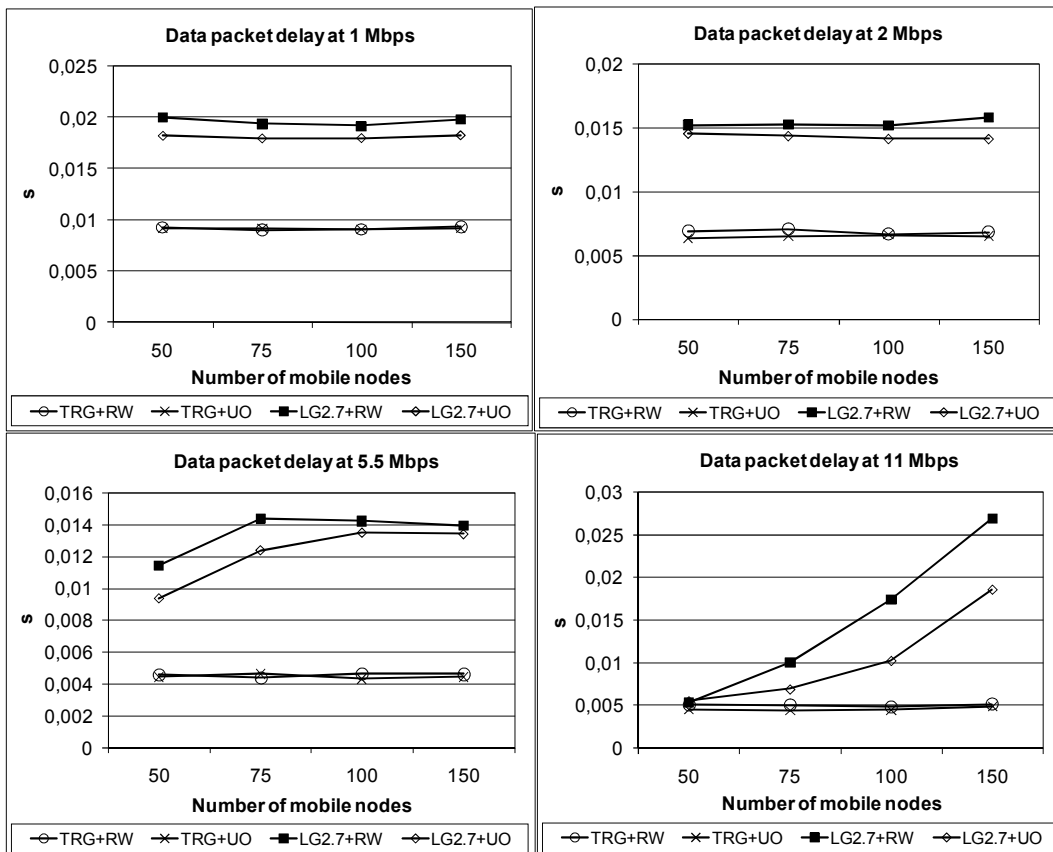 Data packet delay at 1 Mbps
0,025
0,02
0,015
0,01
0,005
0
s
50 75 100 150
Number of mobile nodes
TRG+RW TRG+UO LG2.7+RW LG2.7+UO
Data packet delay at 2 Mbps
0,02
0,015
0,01
0,005
0
s
50 75 100 150
Number of mobile nodes
TRG+RW TRG+UO LG2.7+RW LG2.7+UO
Data packet delay at 5.5 Mbps
0,016
0,014
0,012
0,01
0,008
0,006
0,004
0,002
0
s
50 75 100 150
Number of mobile nodes
TRG+RW TRG+UO LG2.7+RW LG2.7+UO
Data packet delay at 11 Mbps
0,03
0,025
0,02
0,015
0,01
0,005
0
s
50 75 100 150
Number of mobile nodes
TRG+RW TRG+UO LG2.7+RW LG2.7+UO